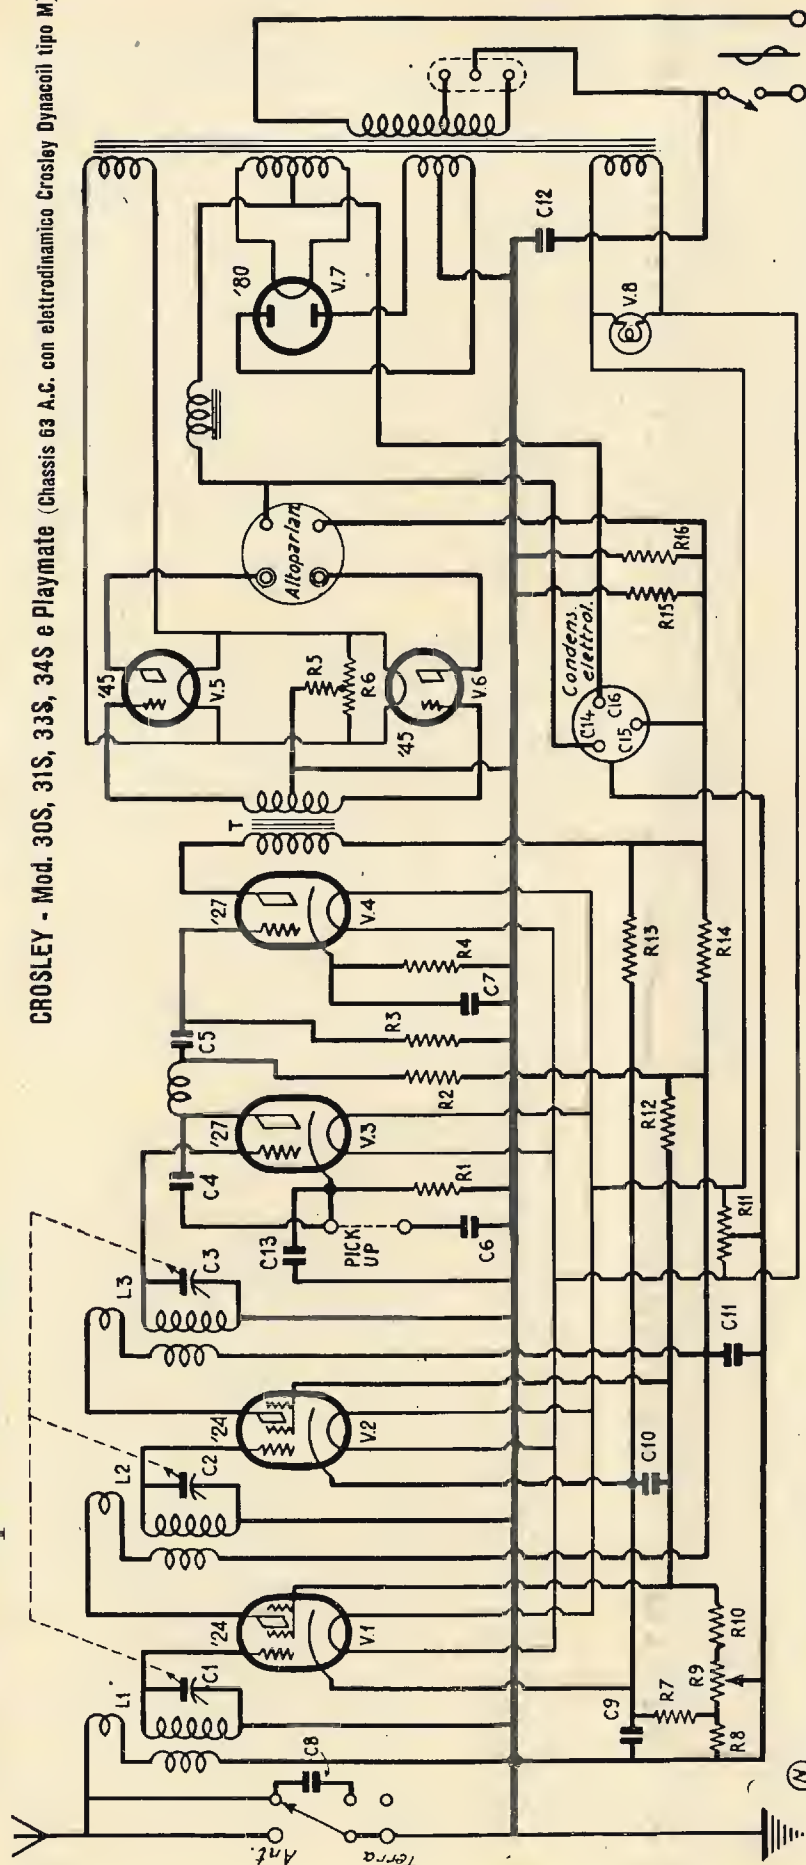 CROSLEY - Mod. 30S, 31S, 33S, 34S e Playmate (Chassis 63 A.C. con elettrodinamico Crosley Dynacoil tipo M)
Ant.
Terra
C8
L1
C1
'24
V.1
L2
C2
'24
V.2
L3
C3
C4
C13
PICK
UP
C6
R1
'27
V.3
C5
R2
R3
C7
R4
'27
V.4
T
'45
V.5
R5
R6
'45
V.6
Altoparlan
'80
V.7
C12
V.8
Condens.
elettrol.
C14
C16
C15
R15
R16
C9
R7
R8
R9
R10
C10
C11
R11
R12
R13
R14
N